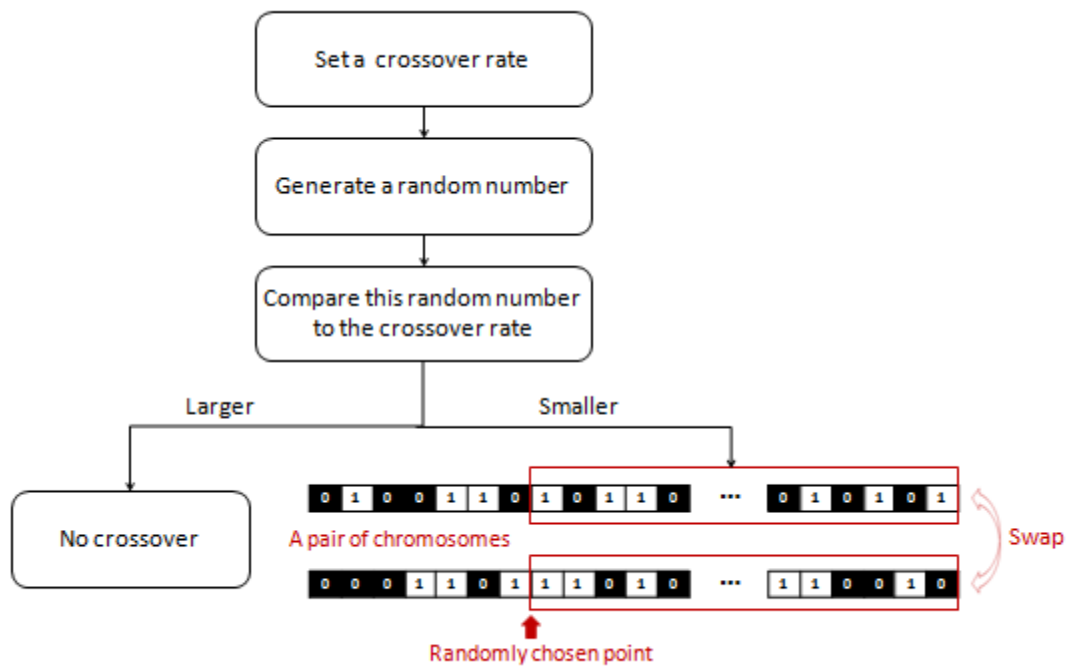 Set a crossover rate
Generate a random number
Compare this random number
to the crossover rate
Larger
Smaller
0 1 0 0 1 1 0 1 0 1 1 0 ... 0 1 0 1 0 1
No crossover
A pair of chromosomes
Swap
0 0 0 1 1 0 1 1 1 0 1 0 ... 1 1 0 0 1 0
Randomly chosen point